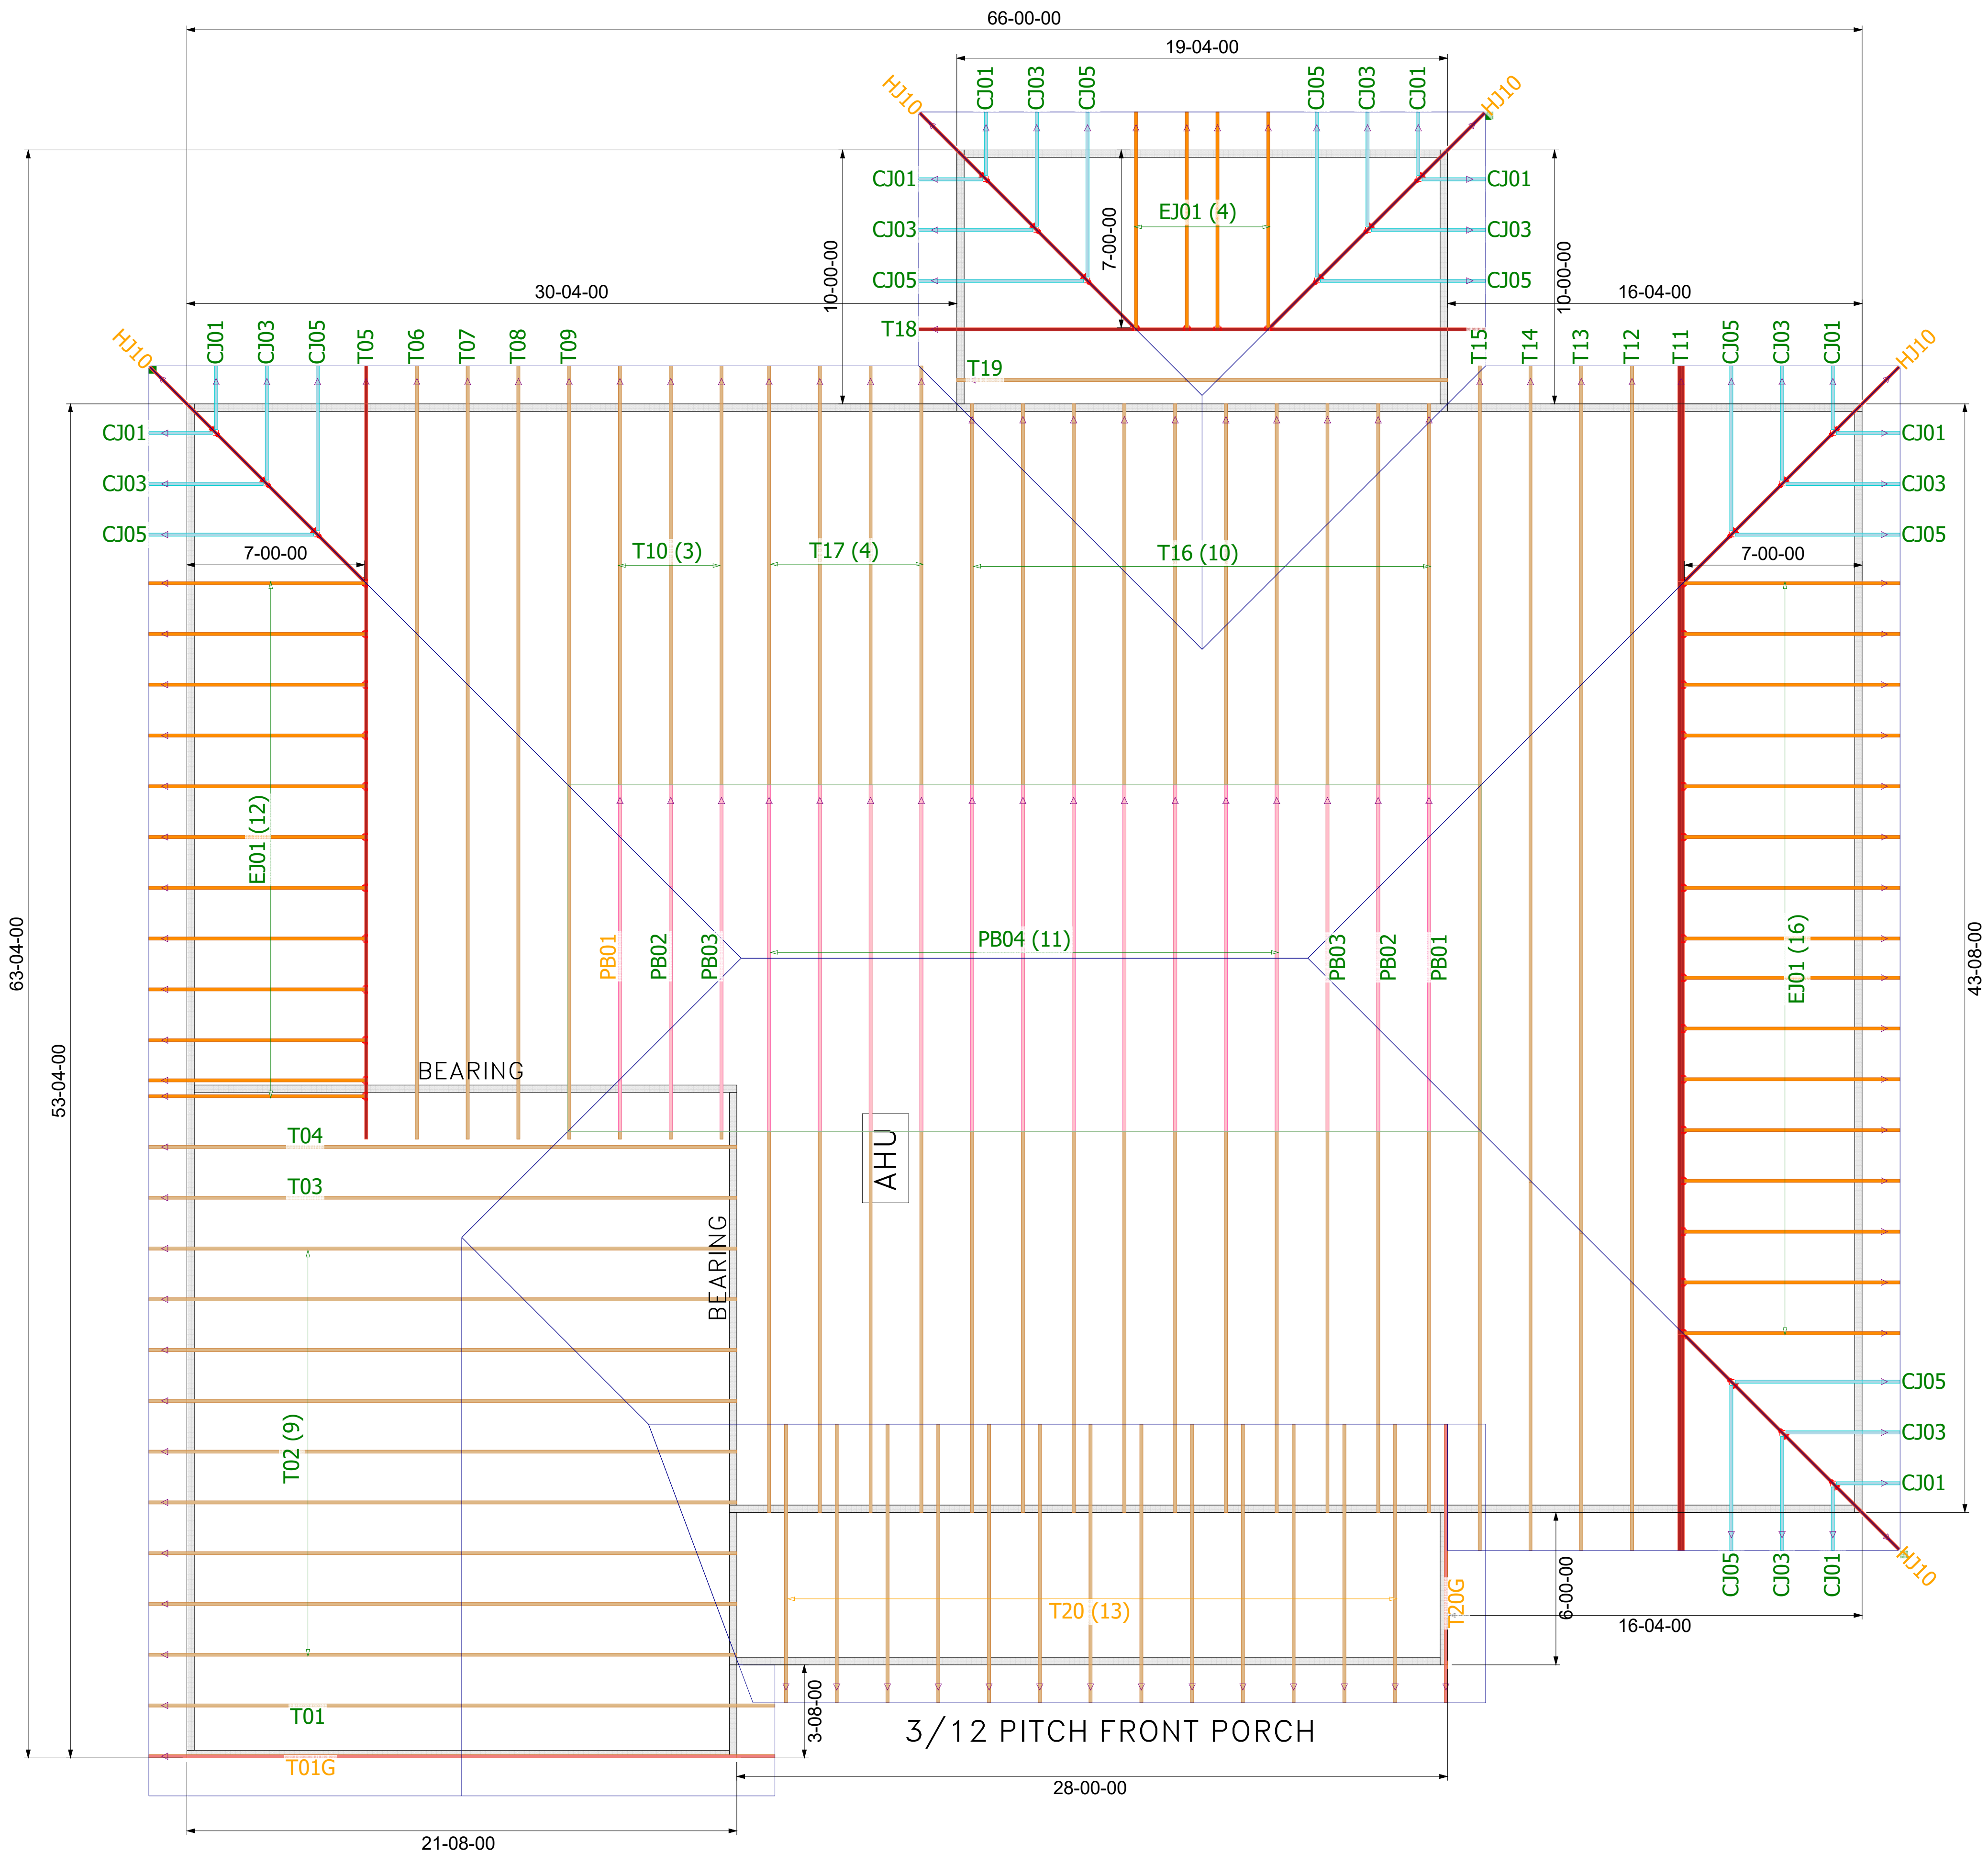 66-00-00
19-04-00
HJ10
CJ01
CJ03
CJ05
CJ05
CJ03
CJ01
HJ10
CJ01
CJ01
EJ01 (4)
CJ03
CJ03
7-00-00
10-00-00
10-00-00
CJ05
CJ05
30-04-00
16-04-00
T18
HJ10
CJ01
CJ03
CJ05
T05
T06
T07
T08
T09
T19
T15
T14
T13
T12
T11
CJ05
CJ03
CJ01
HJ10
CJ01
CJ01
CJ03
CJ03
CJ05
CJ05
7-00-00
T10 (3)
T17 (4)
T16 (10)
7-00-00
EJ01 (12)
PB01
PB02
PB03
PB04 (11)
PB03
PB02
PB01
EJ01 (16)
43-08-00
63-04-00
53-04-00
BEARING
T04
AHU
T03
BEARING
CJ05
CJ03
T02 (9)
CJ01
CJ05
CJ03
CJ01
HJ10
T20 (13)
T20G
6-00-00
16-04-00
T01
3-08-00
3/12 PITCH FRONT PORCH
T01G
28-00-00
21-08-00